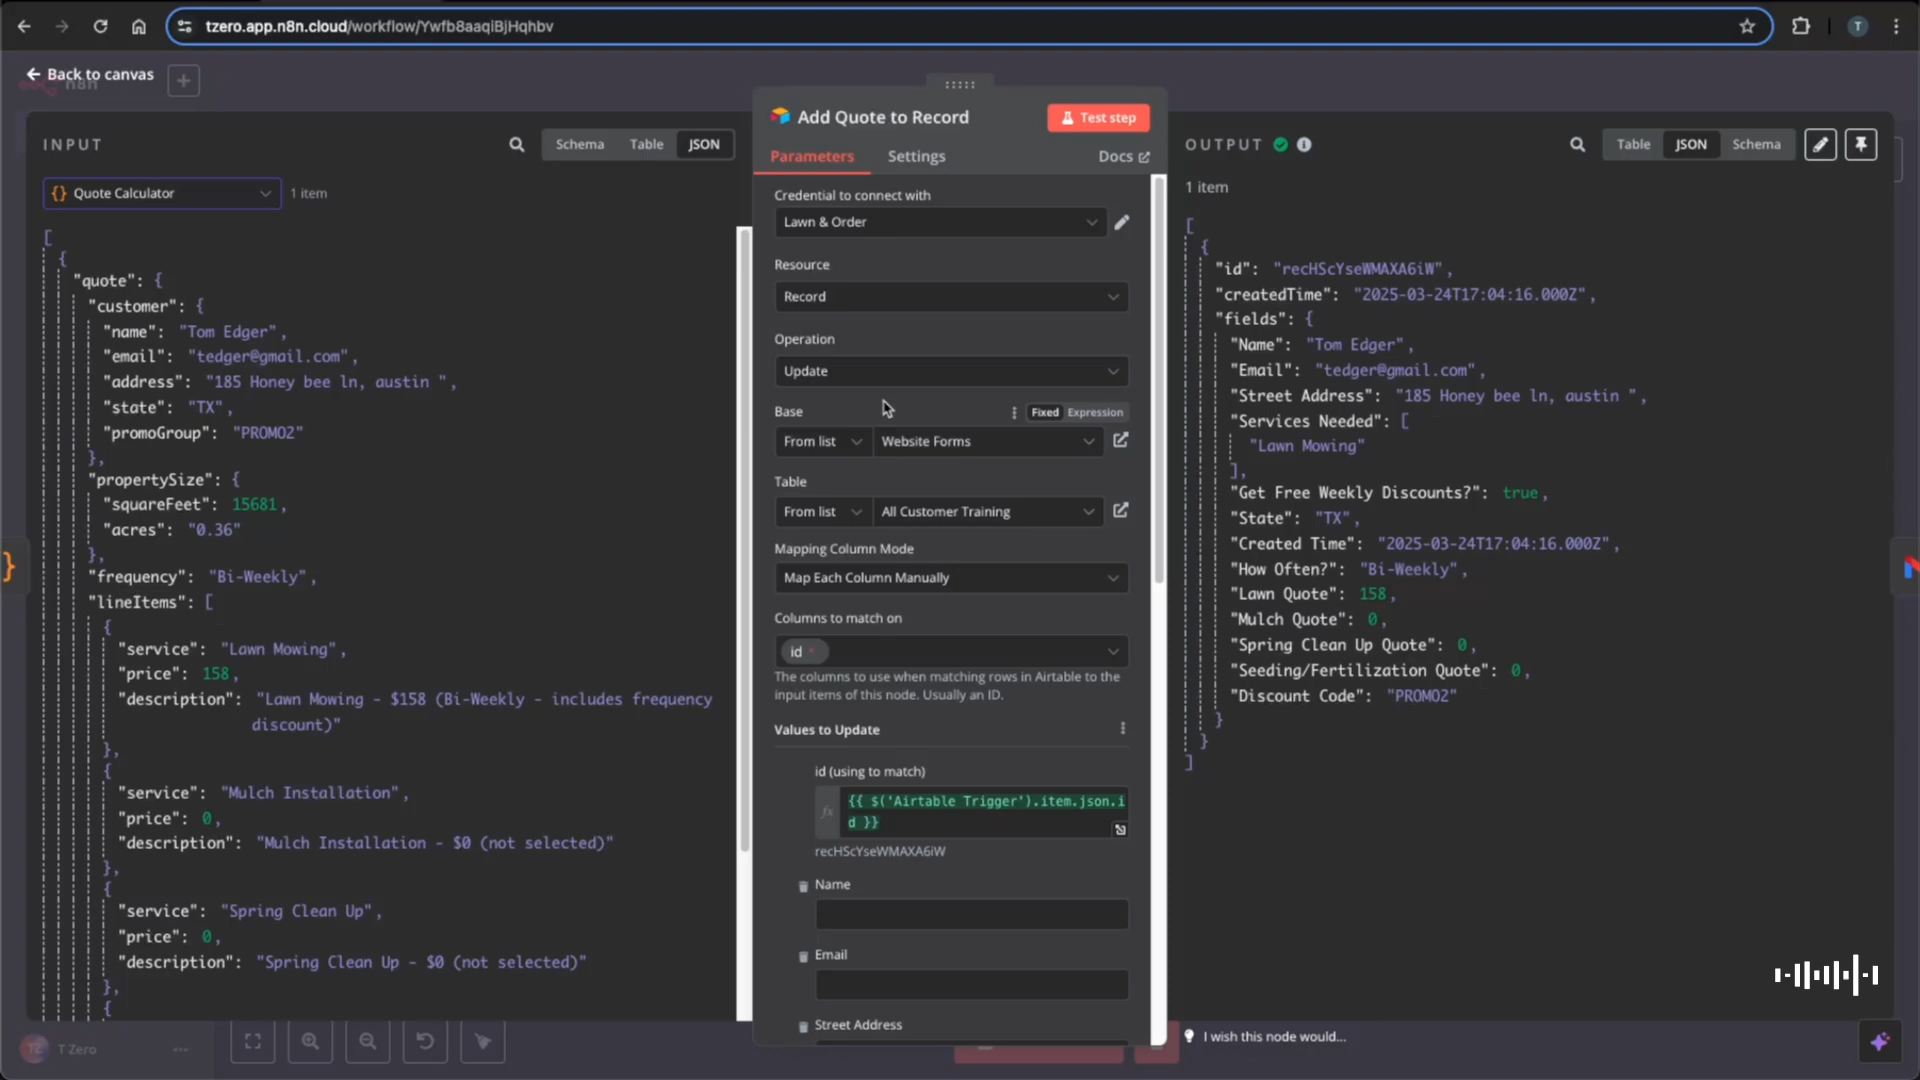 tzero.app.n8n.cloud/workflow/Ywfb8aaqiBjHqhbv
T
Back to canvas
n8n
INPUT
Schema
Table
JSON
Quote Calculator
1 item
[
{
"quote": {
"customer": {
"name": "Tom Edger",
"email": "tedger@gmail.com",
"address": "185 Honey bee ln, austin ",
"state": "TX",
"promoGroup": "PROMO2"
},
"propertySize": {
"squareFeet": 15681,
"acres": "0.36"
},
"frequency": "Bi-Weekly",
"lineItems": [
{
"service": "Lawn Mowing",
"price": 158,
"description": "Lawn Mowing - $158 (Bi-Weekly - includes frequency
discount)"
},
{
"service": "Mulch Installation",
"price": 0,
"description": "Mulch Installation - $0 (not selected)"
},
{
"service": "Spring Clean Up",
"price": 0,
"description": "Spring Clean Up - $0 (not selected)"
},
{
T Zero
Add Quote to Record
Test step
Parameters
Settings
Docs
Credential to connect with
Lawn & Order
Resource
Record
Operation
Update
Base
Fixed
Expression
From list
Website Forms
Table
From list
All Customer Training
Mapping Column Mode
Map Each Column Manually
Columns to match on
id
The columns to use when matching rows in Airtable to the
input items of this node. Usually an ID.
Values to Update
id (using to match)
fx
{{ $('Airtable Trigger').item.json.i
d }}
recHScYseWMAXA6iW
Name
Email
Street Address
OUTPUT
Table
JSON
Schema
1 item
[
{
"id": "recHScYseWMAXA6iW",
"createdTime": "2025-03-24T17:04:16.000Z",
"fields": {
"Name": "Tom Edger",
"Email": "tedger@gmail.com",
"Street Address": "185 Honey bee ln, austin ",
"Services Needed": [
"Lawn Mowing"
],
"Get Free Weekly Discounts?": true,
"State": "TX",
"Created Time": "2025-03-24T17:04:16.000Z",
"How Often?": "Bi-Weekly",
"Lawn Quote": 158,
"Mulch Quote": 0,
"Spring Clean Up Quote": 0,
"Seeding/Fertilization Quote": 0,
"Discount Code": "PROMO2"
}
}
]
I wish this node would...